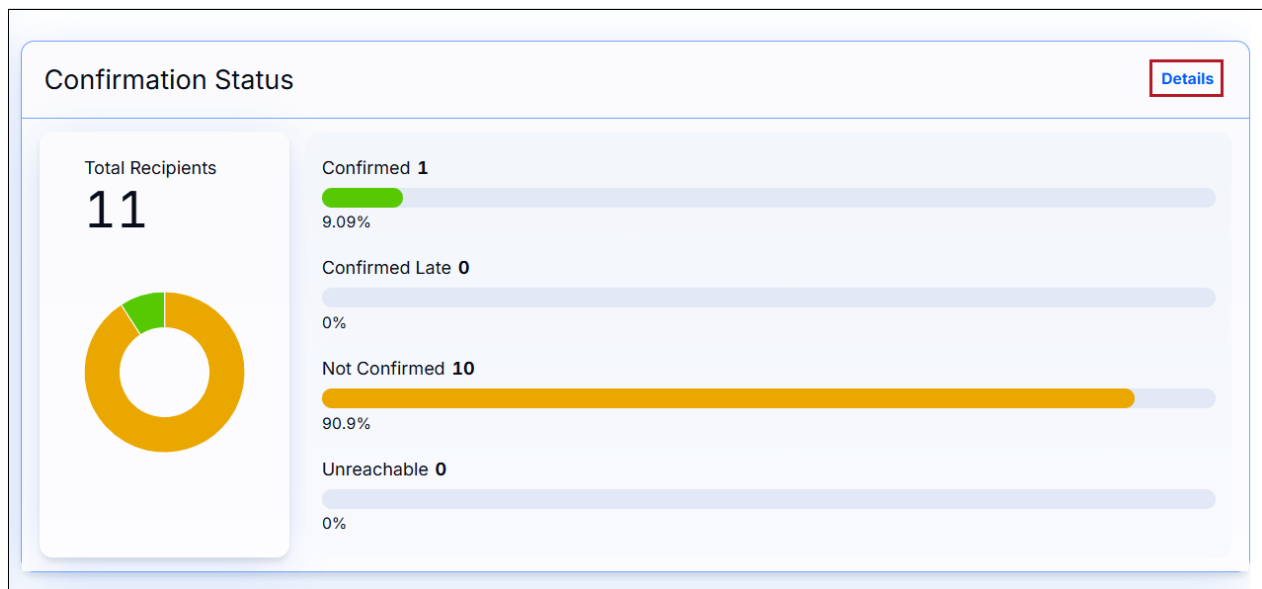 Confirmation Status
Details
Total Recipients
11
Confirmed 1
9.09%
Confirmed Late 0
0%
Not Confirmed 10
90.9%
Unreachable 0
0%